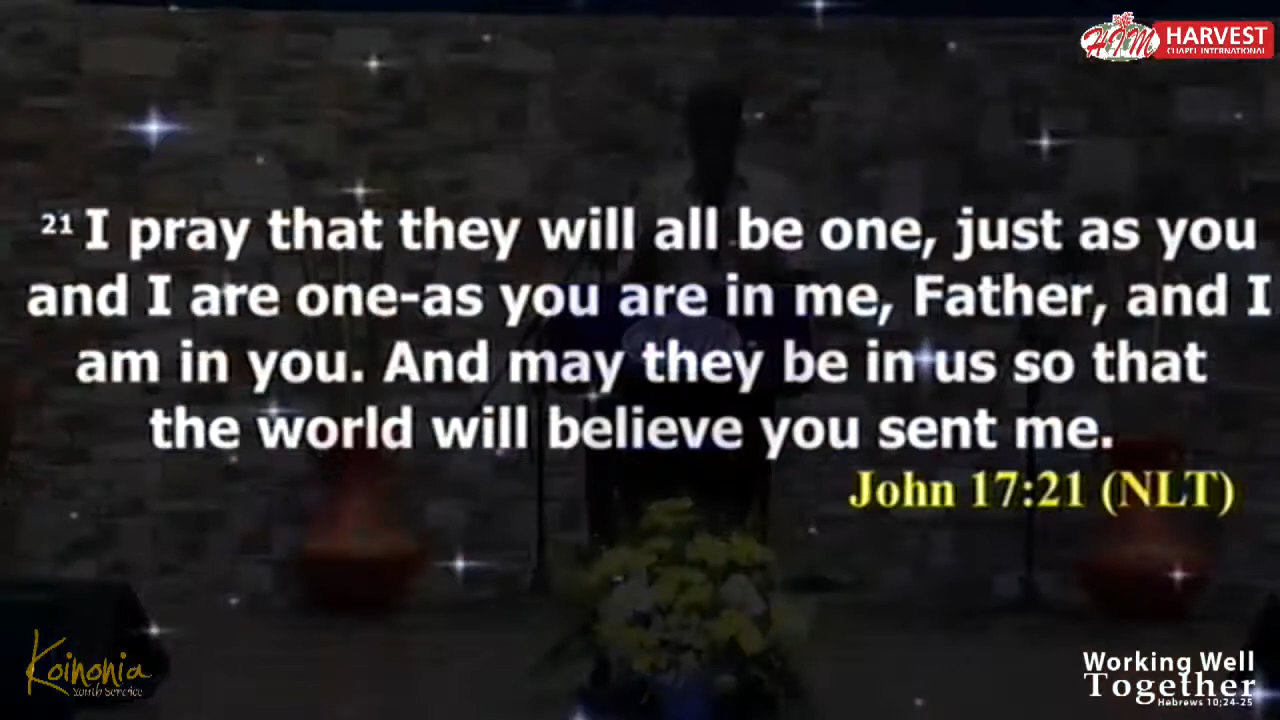 HIM
HARVEST
CHAPEL INTERNATIONAL
21 I pray that they will all be one, just as you
and I are one-as you are in me, Father, and I
am in you. And may they be in us so that
the world will believe you sent me.
John 17:21 (NLT)
Koinonia
Youth Service
Working Well
Together
Hebrews 10;24-25